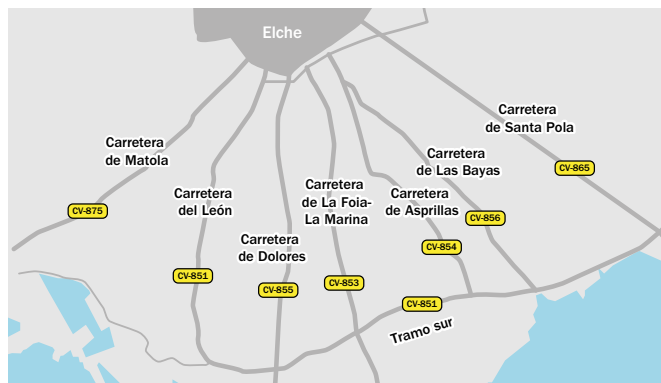 Elche
Carretera
de Santa Pola
Carretera
de Matola
Carretera
de Las Bayas
CV-865
Carretera
de La Foia-
La Marina
Carretera
del León
Carretera
de Asprillas
CV-875
CV-856
Carretera
de Dolores
CV-854
CV-851
CV-853
CV-855
CV-851
Tramo sur